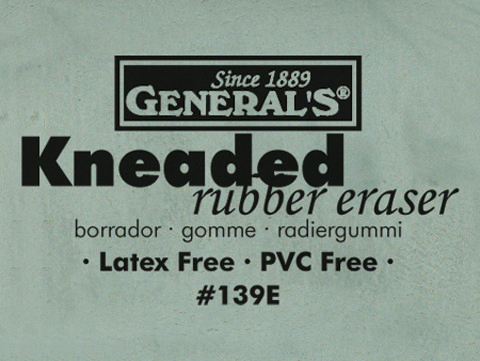 Since 1889
GENERAL'S®
Kneaded
rubber eraser
borrador · gomme · radiergummi
· Latex Free · PVC Free ·
#139E